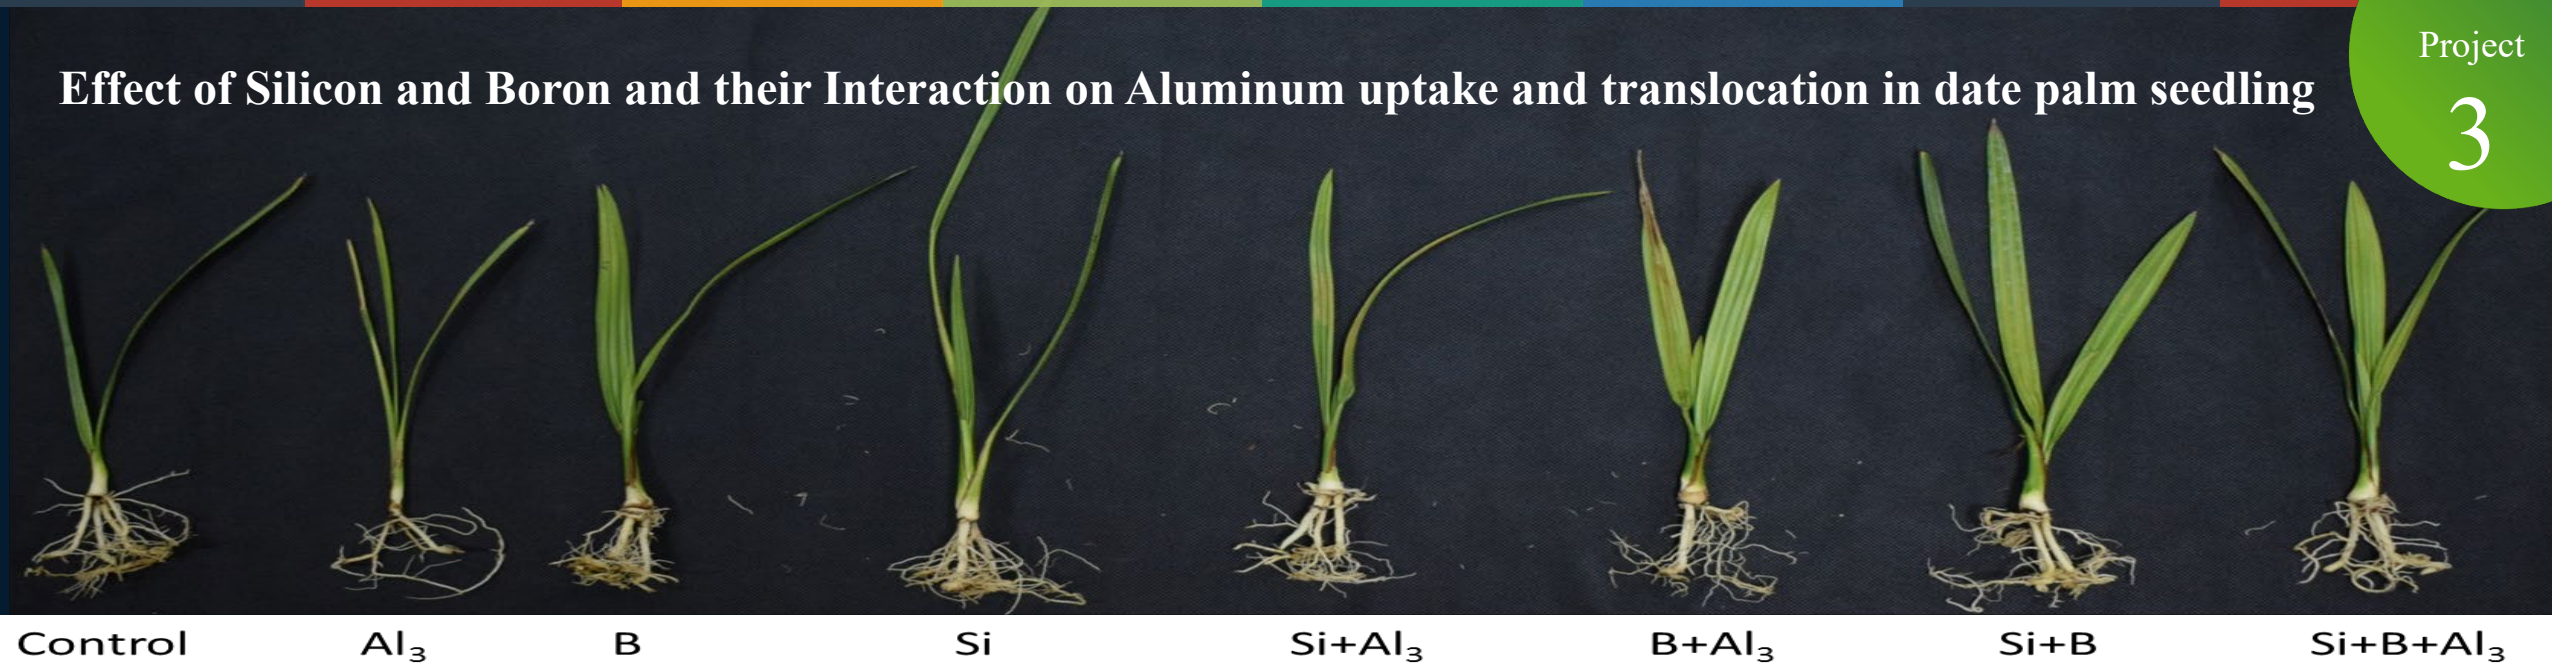 Project
3
Effect of Silicon and Boron and their Interaction on Aluminum uptake and translocation in date palm seedling
Control Al₃ B Si Si+Al₃ B+Al₃ Si+B Si+B+Al₃